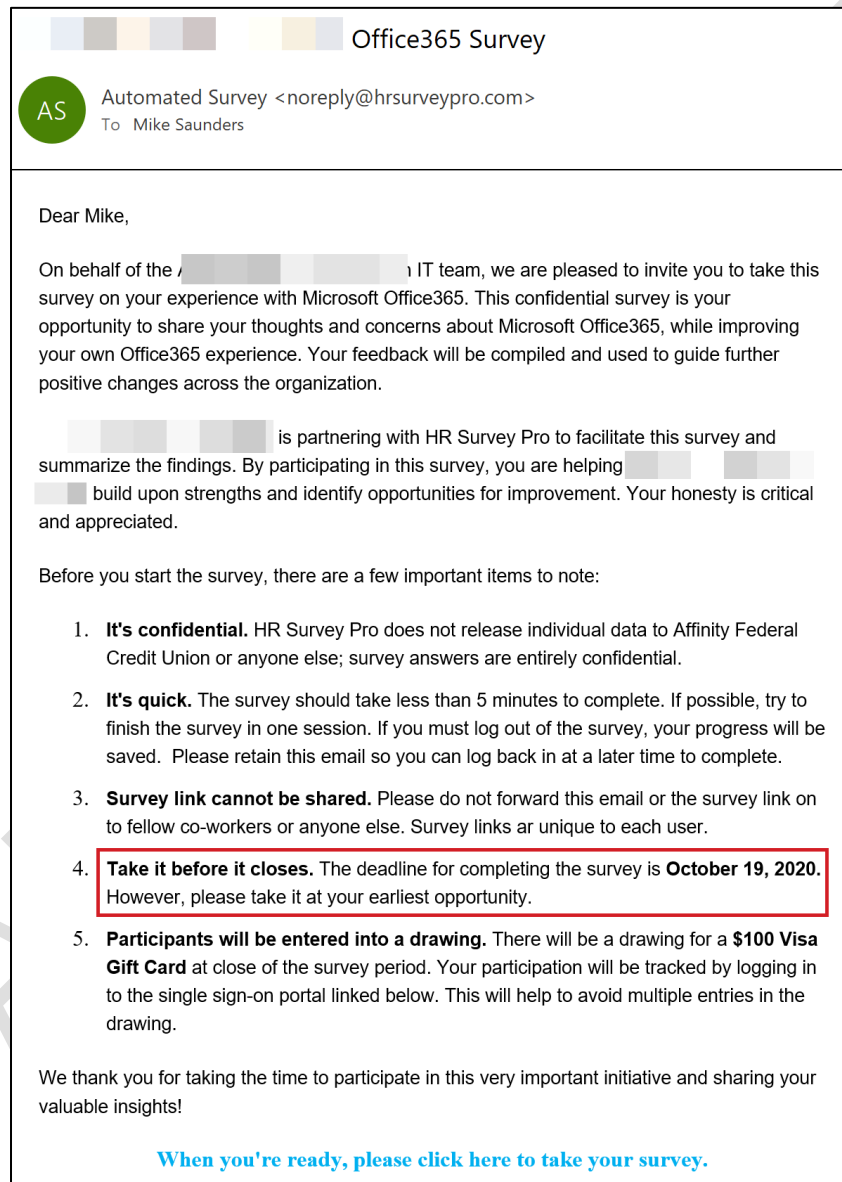 Office365 Survey
AS
Automated Survey <noreply@hrsurveypro.com>
To Mike Saunders
Dear Mike,
On behalf of the IT team, we are pleased to invite you to take this
survey on your experience with Microsoft Office365. This confidential survey is your
opportunity to share your thoughts and concerns about Microsoft Office365, while improving
your own Office365 experience. Your feedback will be compiled and used to guide further
positive changes across the organization.
is partnering with HR Survey Pro to facilitate this survey and
summarize the findings. By participating in this survey, you are helping
build upon strengths and identify opportunities for improvement. Your honesty is critical
and appreciated.
Before you start the survey, there are a few important items to note:
1. It's confidential. HR Survey Pro does not release individual data to Affinity Federal
Credit Union or anyone else; survey answers are entirely confidential.
2. It's quick. The survey should take less than 5 minutes to complete. If possible, try to
finish the survey in one session. If you must log out of the survey, your progress will be
saved.  Please retain this email so you can log back in at a later time to complete.
3. Survey link cannot be shared. Please do not forward this email or the survey link on
to fellow co-workers or anyone else. Survey links ar unique to each user.
4. Take it before it closes. The deadline for completing the survey is October 19, 2020.
However, please take it at your earliest opportunity.
5. Participants will be entered into a drawing. There will be a drawing for a $100 Visa
Gift Card at close of the survey period. Your participation will be tracked by logging in
to the single sign-on portal linked below. This will help to avoid multiple entries in the
drawing.
We thank you for taking the time to participate in this very important initiative and sharing your
valuable insights!
When you're ready, please click here to take your survey.